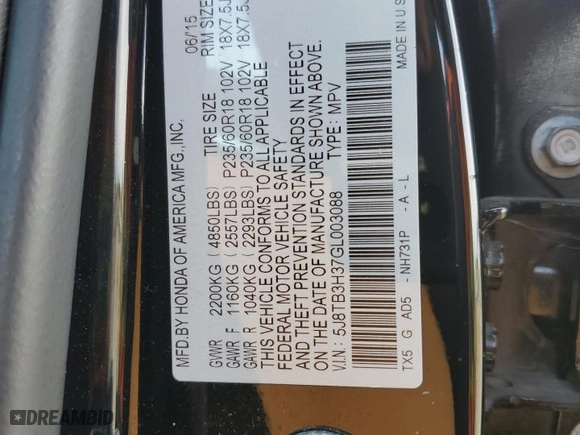 MFD.BY HONDA OF AMERICA MFG.,INC. 06/15
TIRE SIZE RIM SIZE
GVWR 2200KG (4850LBS)
GAWR F 1160KG (2557LBS) P235/60R18 102V 18X7.5J
GAWR R 1040KG (2293LBS) P235/60R18 102V 18X7.5J
THIS VEHICLE CONFORMS TO ALL APPLICABLE
FEDERAL MOTOR VEHICLE SAFETY
AND THEFT PREVENTION STANDARDS IN EFFECT
ON THE DATE OF MANUFACTURE SHOWN ABOVE.
V.I.N.: 5J8TB3H37GL003088 TYPE: MPV
TX5 G AD5 - NH731P - A - L MADE IN US
DREAMBID